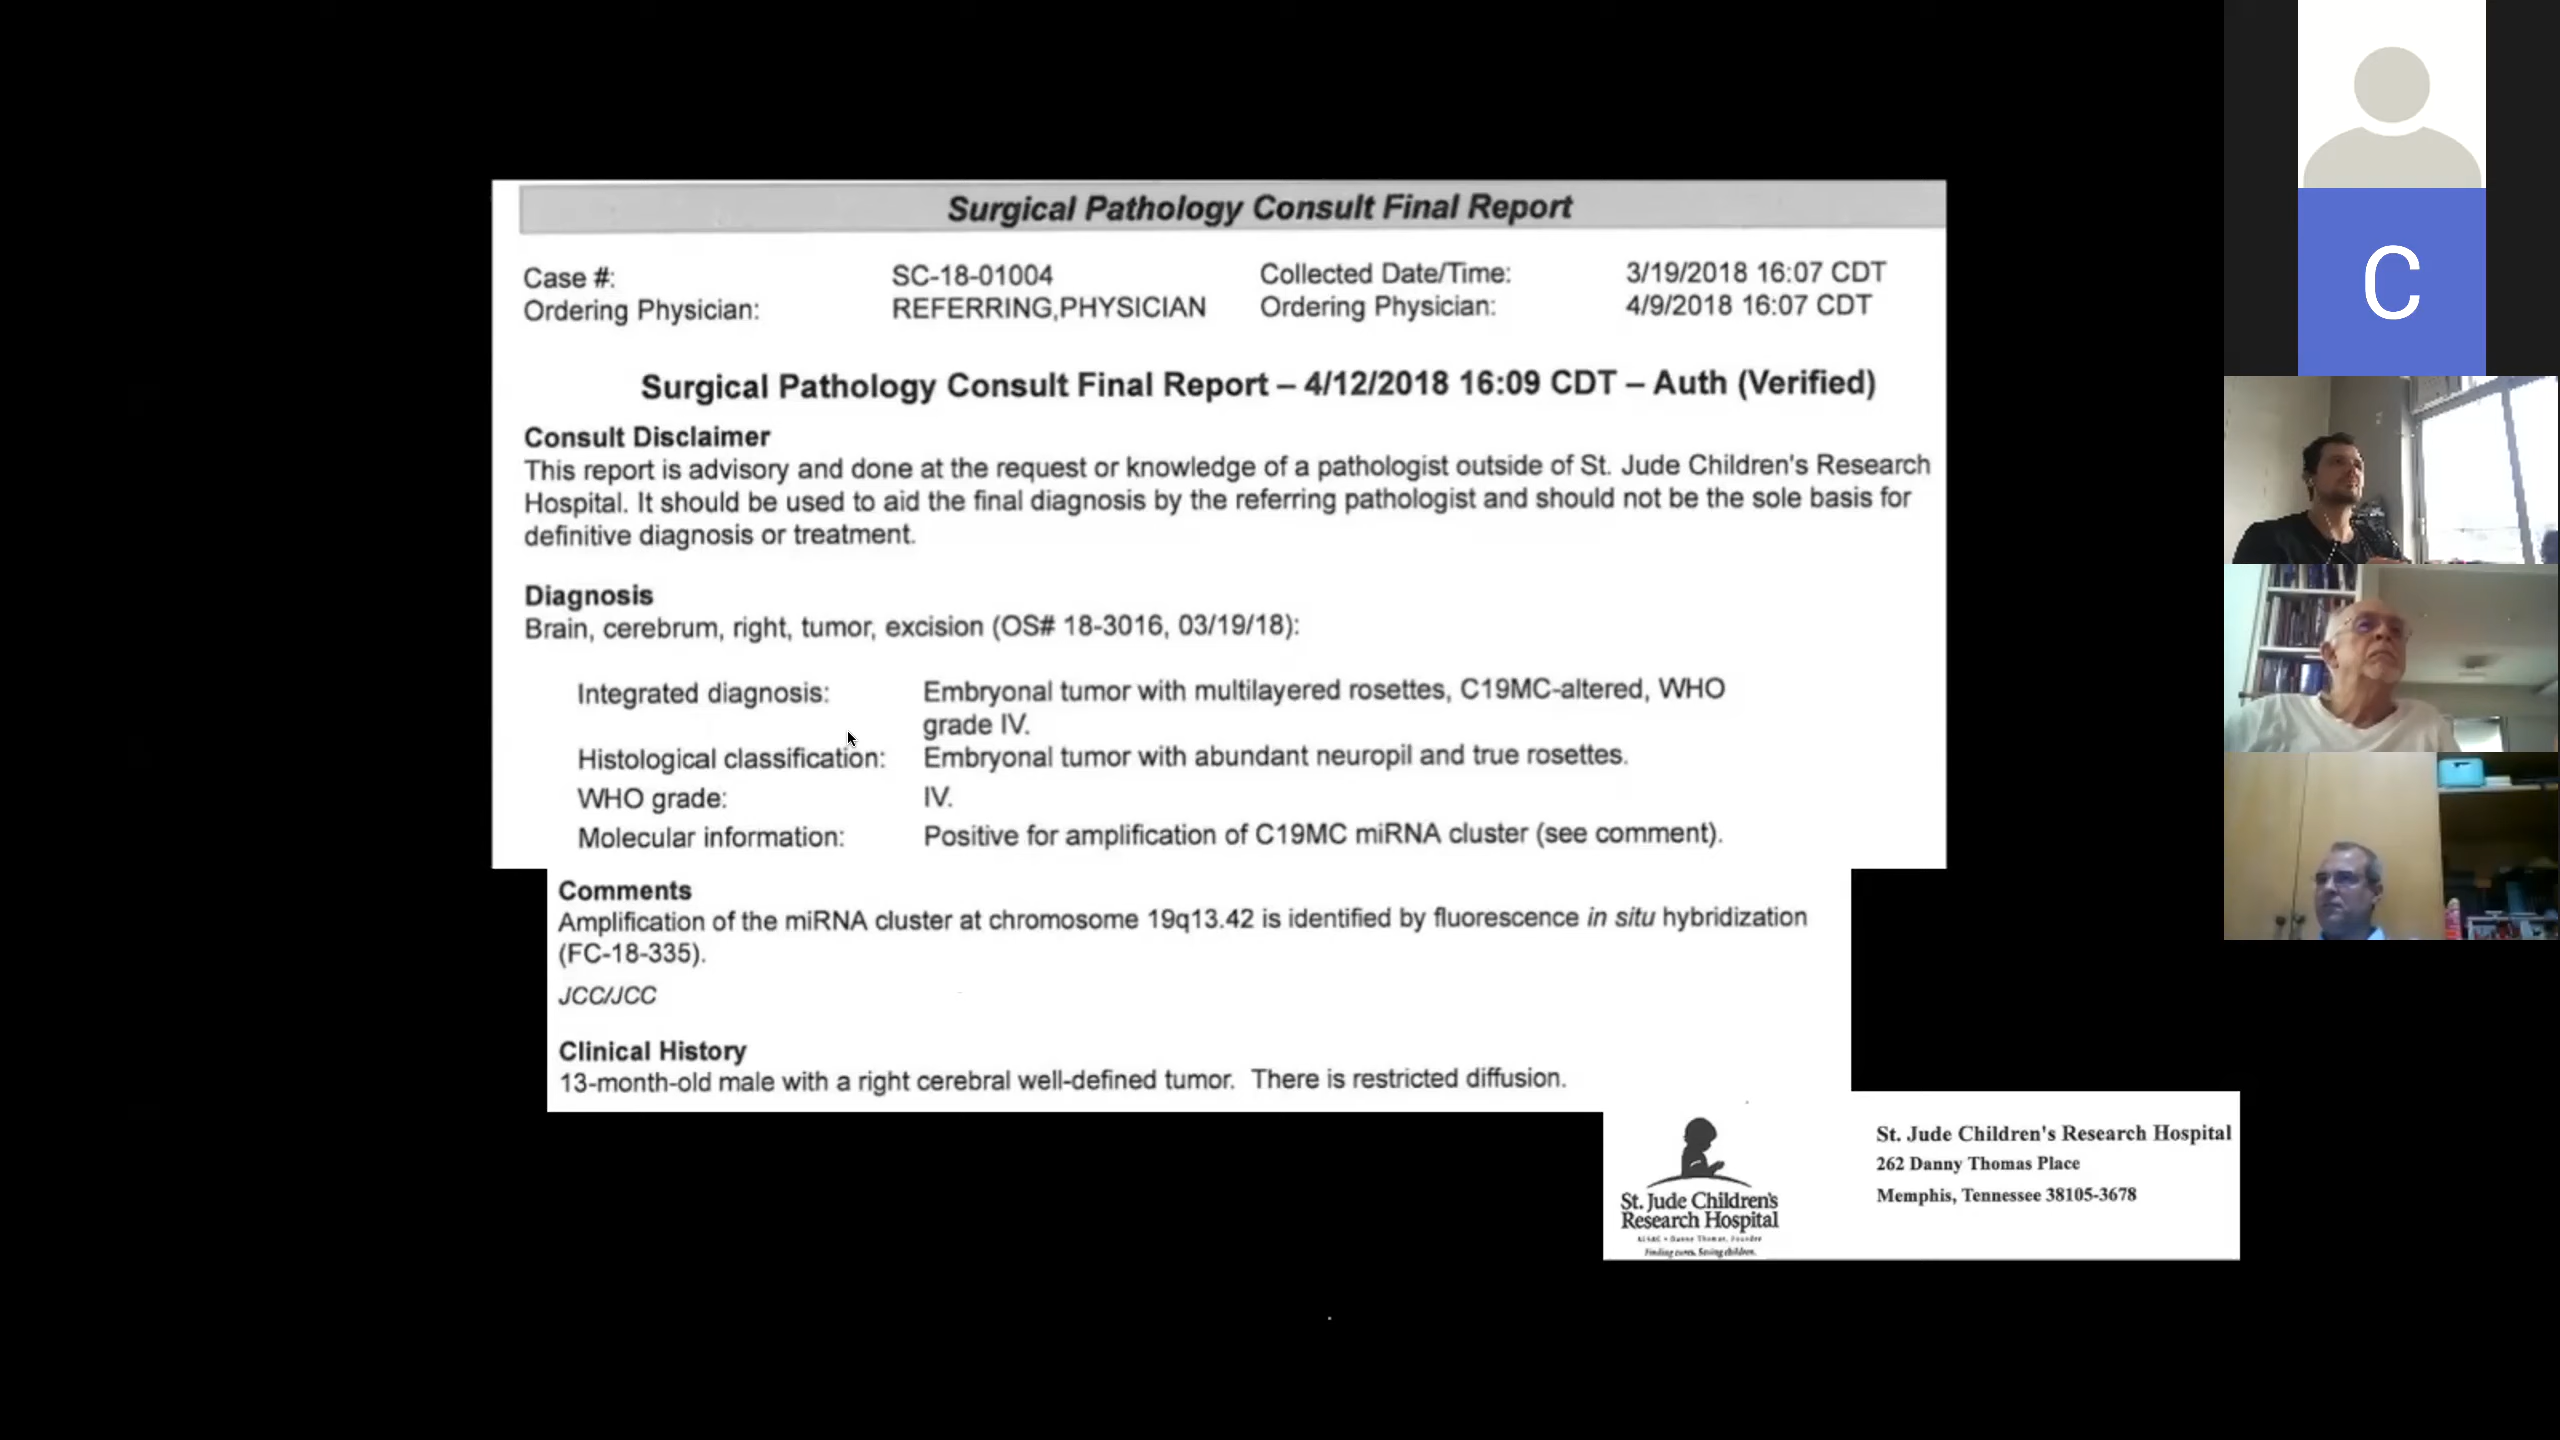 Surgical Pathology Consult Final Report
Case #: SC-18-01004 Collected Date/Time: 3/19/2018 16:07 CDT
Ordering Physician: REFERRING,PHYSICIAN Ordering Physician: 4/9/2018 16:07 CDT
Surgical Pathology Consult Final Report – 4/12/2018 16:09 CDT – Auth (Verified)
Consult Disclaimer
This report is advisory and done at the request or knowledge of a pathologist outside of St. Jude Children's Research
Hospital. It should be used to aid the final diagnosis by the referring pathologist and should not be the sole basis for
definitive diagnosis or treatment.
Diagnosis
Brain, cerebrum, right, tumor, excision (OS# 18-3016, 03/19/18):
Integrated diagnosis: Embryonal tumor with multilayered rosettes, C19MC-altered, WHO
grade IV.
Histological classification: Embryonal tumor with abundant neuropil and true rosettes.
WHO grade: IV.
Molecular information: Positive for amplification of C19MC miRNA cluster (see comment).
Comments
Amplification of the miRNA cluster at chromosome 19q13.42 is identified by fluorescence in situ hybridization
(FC-18-335).
JCC/JCC
Clinical History
13-month-old male with a right cerebral well-defined tumor. There is restricted diffusion.
St. Jude Children's
Research Hospital
ALSAC • Danny Thomas, Founder
Finding cures. Saving children.
St. Jude Children's Research Hospital
262 Danny Thomas Place
Memphis, Tennessee 38105-3678
C